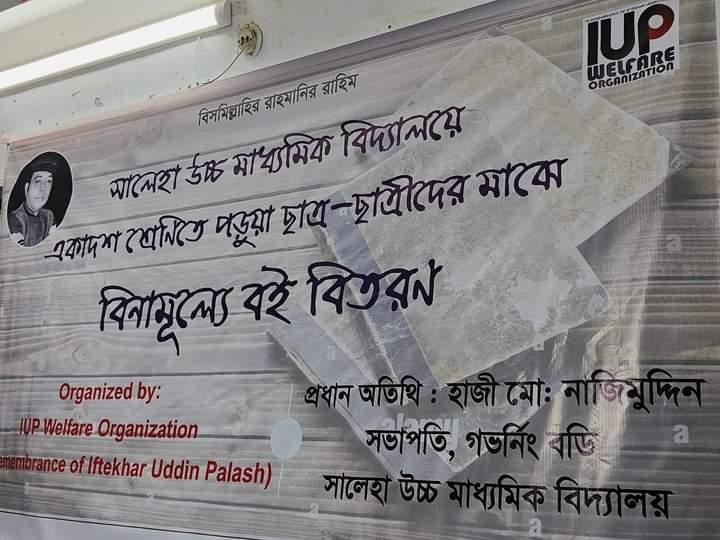 বিসমিল্লাহির রাহমানির রাহিম
IUP
WELFARE
ORGANIZATION
সালেহা উচ্চ মাধ্যমিক বিদ্যালয়ে
একাদশ শ্রেনিতে পড়ুয়া ছাত্র-ছাত্রীদের মাঝে
বিনামূল্যে বই বিতরণ
Organized by:
IUP Welfare Organization
emembrance of Iftekhar Uddin Palash)
প্রধান অতিথি : হাজী মো: নাজিমুদ্দিন
সভাপতি, গভর্নিং বডি
সালেহা উচ্চ মাধ্যমিক বিদ্যালয়
alamy